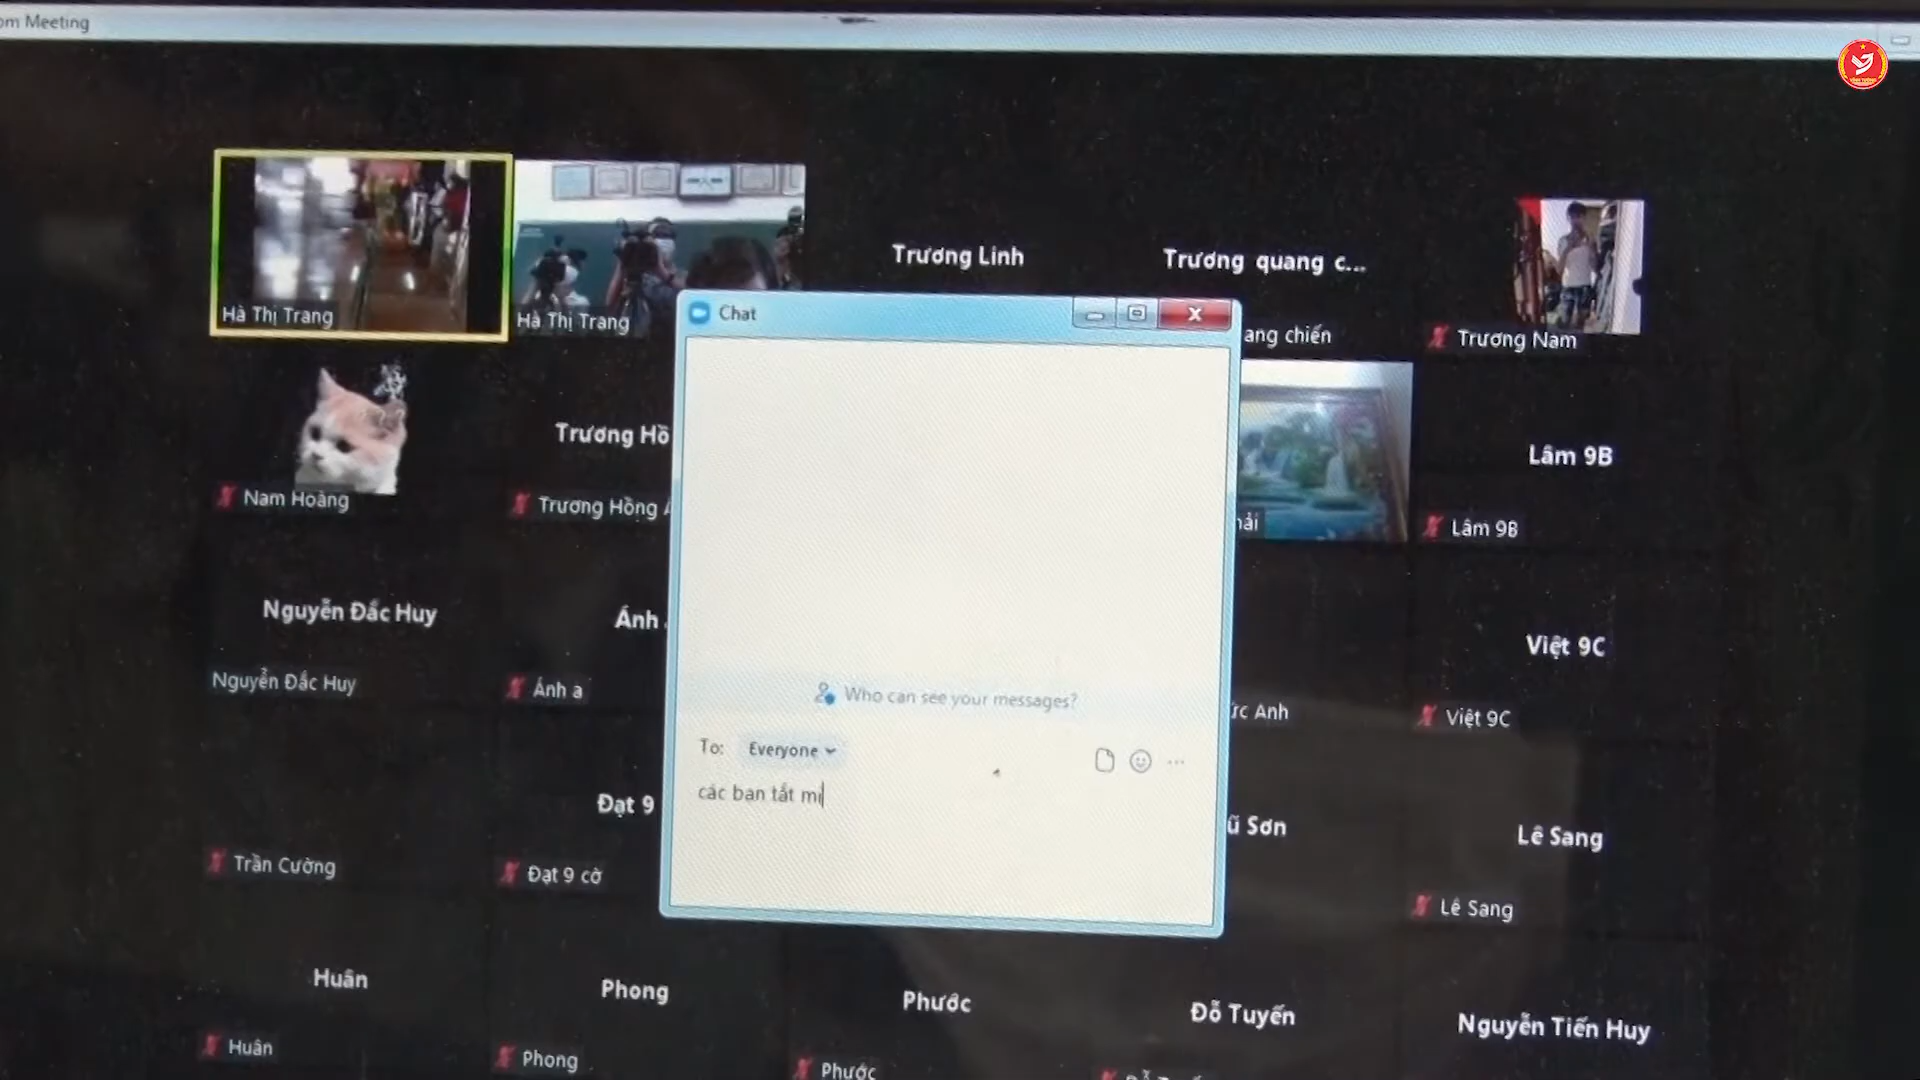 om Meeting
Hà Thị Trang
Hà Thị Trang
Trương Linh
Trương quang c...
ang chiến
Trương Nam
Nam Hoàng
Trương Hồ
Trương Hồng
Lâm 9B
Lâm 9B
Nguyễn Đắc Huy
Nguyễn Đắc Huy
Ánh
Ánh a
ức Anh
Việt 9C
Việt 9C
Trần Cường
Đạt 9
Đạt 9 cờ
ũ Sơn
Lê Sang
Lê Sang
Huân
Huân
Phong
Phong
Phước
Phước
Đỗ Tuyến
Nguyễn Tiến Huy
Chat
Who can see your messages?
To: Everyone
các bạn tắt mi